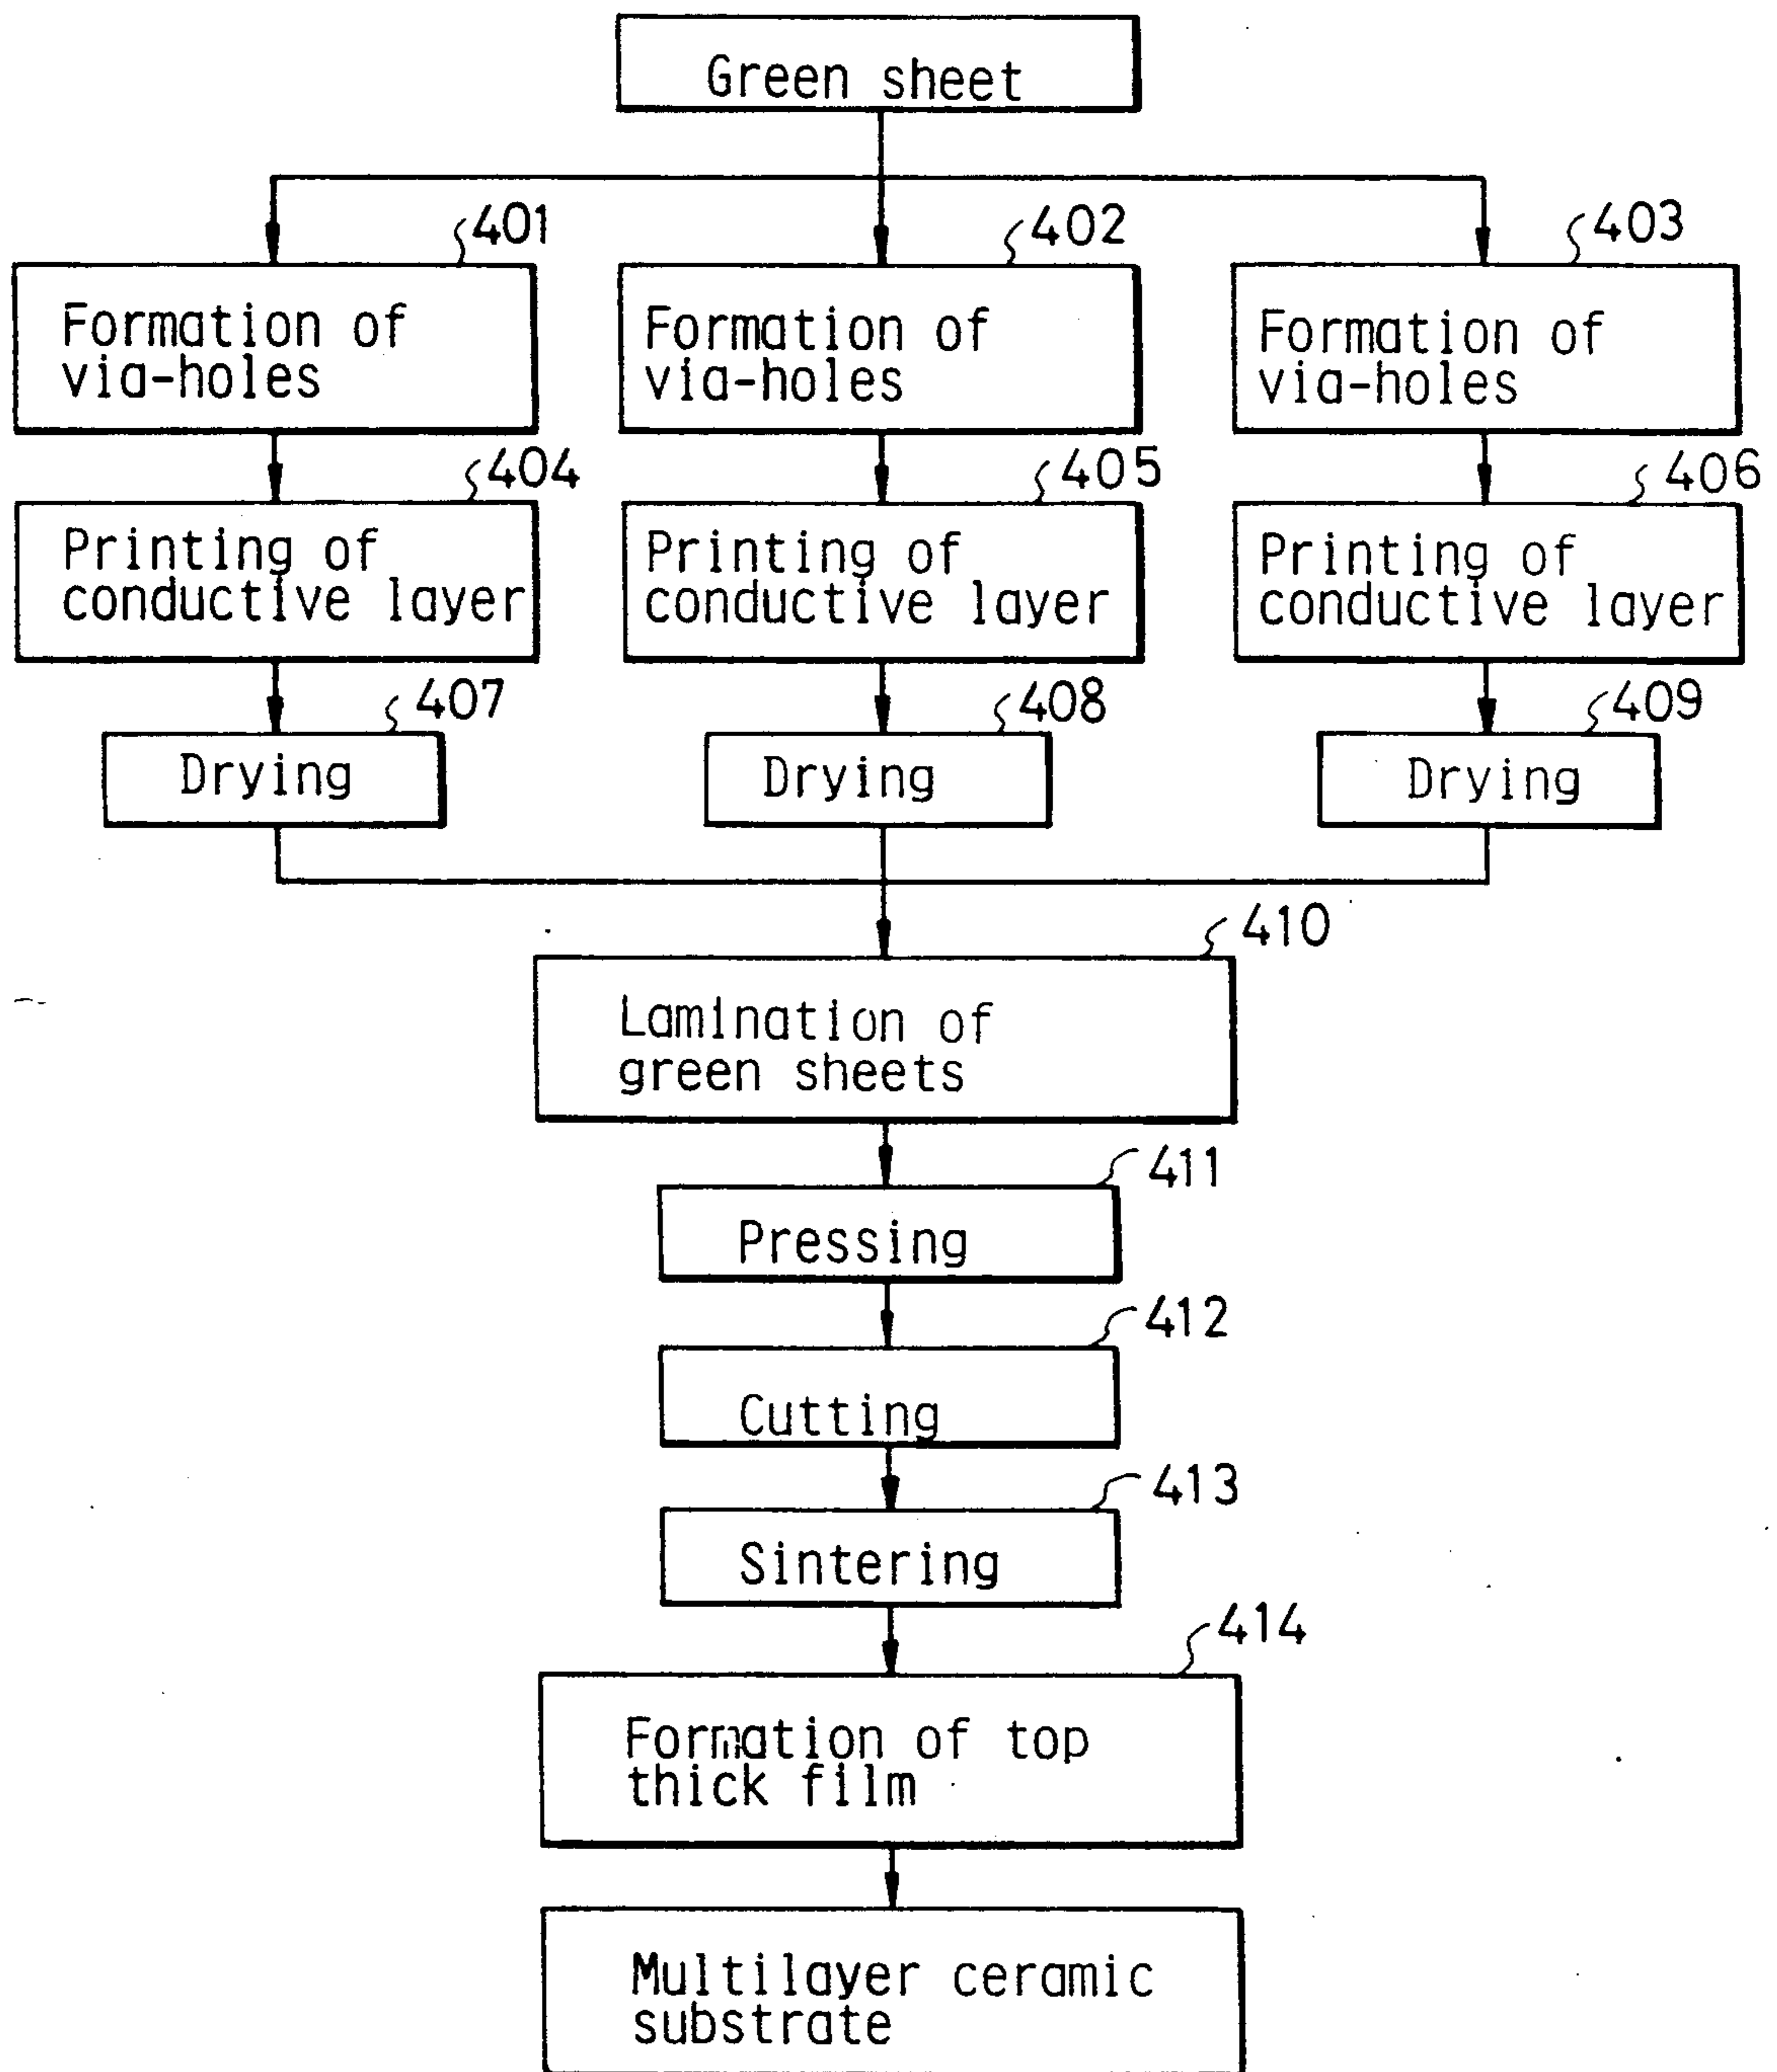 Green sheet
401
402
403
Formation of
via-holes
Formation of
via-holes
Formation of
via-holes
404
405
406
Printing of
conductive layer
Printing of
conductive layer
Printing of
conductive layer
407
408
409
Drying
Drying
Drying
410
Lamination of
green sheets
411
Pressing
412
Cutting
413
Sintering
414
Formation of top
thick film
Multilayer ceramic
substrate